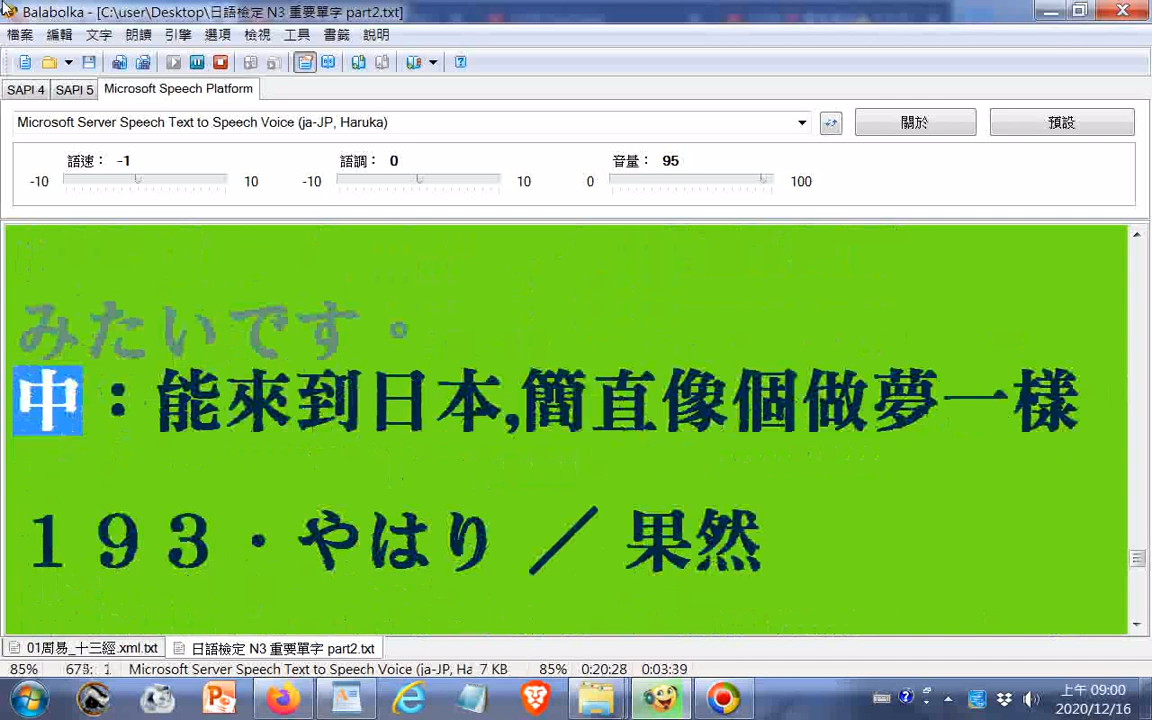 Balabolka - [C:\user\Desktop\日語檢定 N3 重要單字 part2.txt]
檔案 編輯 文字 朗讀 引擎 選項 檢視 工具 書籤 說明
SAPI 4 SAPI 5 Microsoft Speech Platform
Microsoft Server Speech Text to Speech Voice (ja-JP, Haruka) 關於 預設
語速： -1 語調： 0 音量： 95
-10 10 -10 10 0 100
みたいです。
中：能來到日本,簡直像個做夢一樣
１９３・やはり ／ 果然
01周易_十三經.xml.txt 日語檢定 N3 重要單字 part2.txt
85% Microsoft Server Speech Text to Speech Voice (ja-JP, Ha 7 KB 85% 0:20:28 0:03:39
上午 09:00
2020/12/16